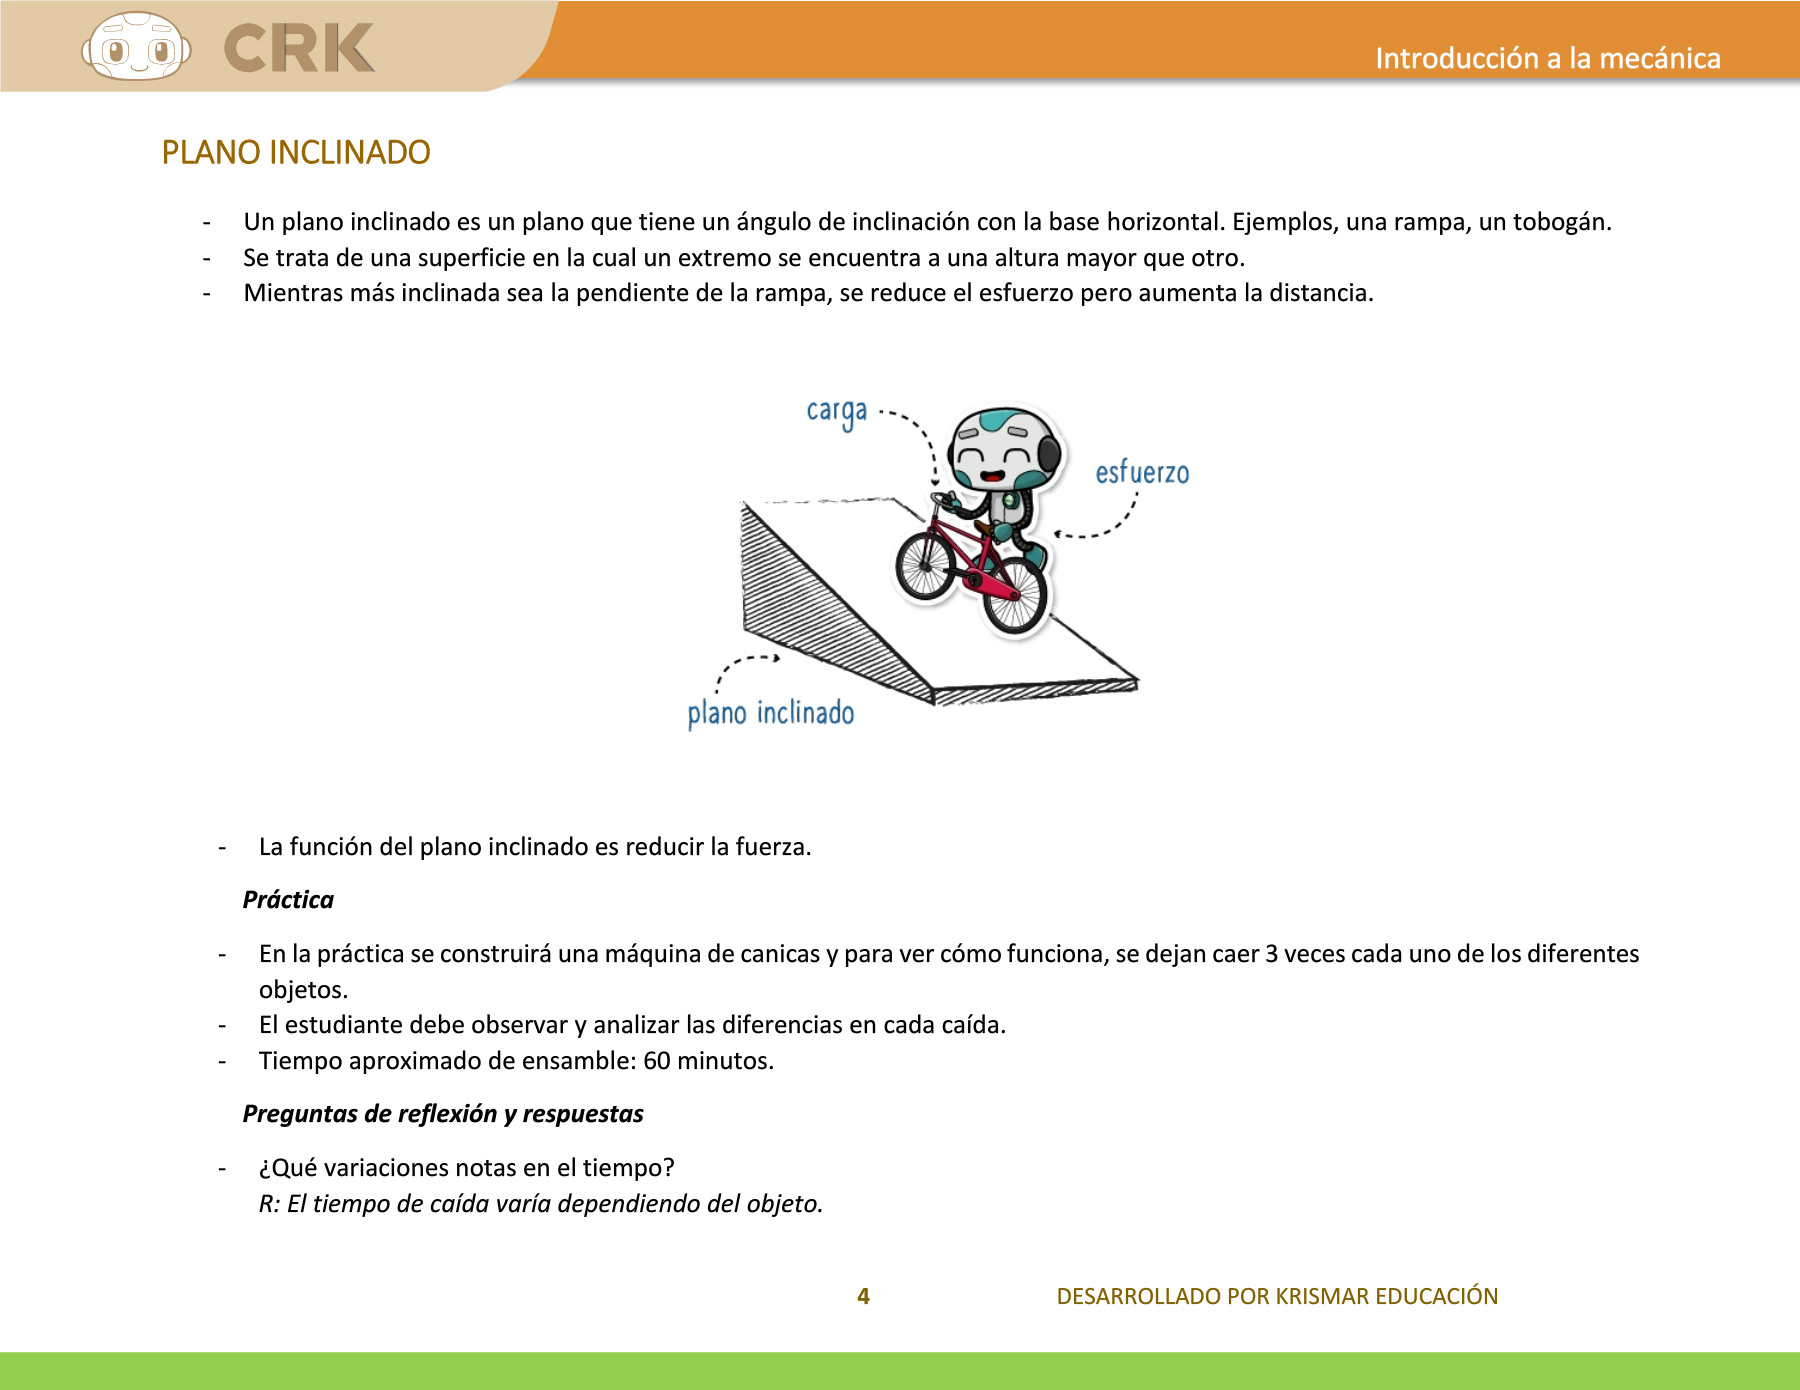 CRK
Introducción a la mecánica
PLANO INCLINADO
- Un plano inclinado es un plano que tiene un ángulo de inclinación con la base horizontal. Ejemplos, una rampa, un tobogán.
- Se trata de una superficie en la cual un extremo se encuentra a una altura mayor que otro.
- Mientras más inclinada sea la pendiente de la rampa, se reduce el esfuerzo pero aumenta la distancia.
carga
esfuerzo
plano inclinado
- La función del plano inclinado es reducir la fuerza.
Práctica
- En la práctica se construirá una máquina de canicas y para ver cómo funciona, se dejan caer 3 veces cada uno de los diferentes
objetos.
- El estudiante debe observar y analizar las diferencias en cada caída.
- Tiempo aproximado de ensamble: 60 minutos.
Preguntas de reflexión y respuestas
- ¿Qué variaciones notas en el tiempo?
R: El tiempo de caída varía dependiendo del objeto.
4 DESARROLLADO POR KRISMAR EDUCACIÓN